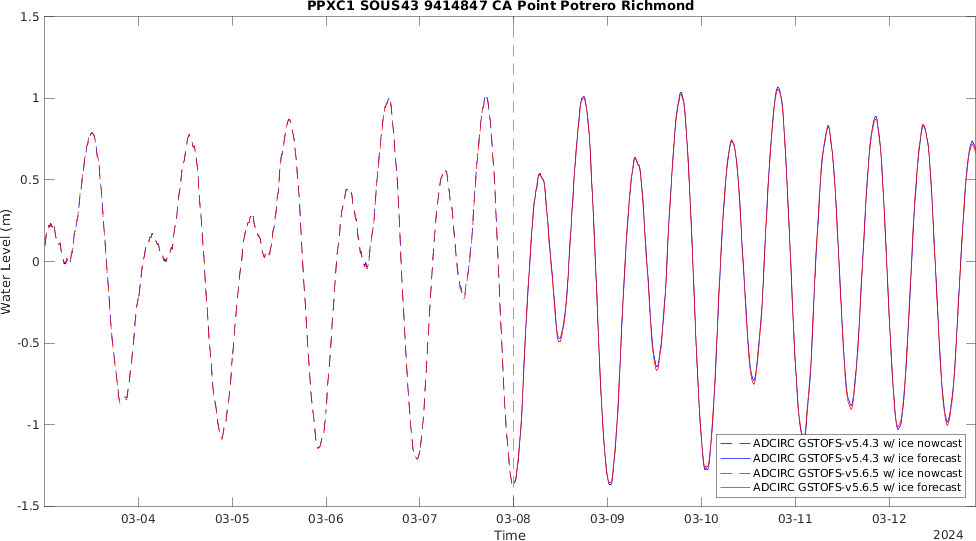 PPXC1 SOUS43 9414847 CA Point Potrero Richmond
1.5
1
0.5
0
-0.5
-1
-1.5
Water Level (m)
03-04 03-05 03-06 03-07 03-08 03-09 03-10 03-11 03-12
Time
2024
ADCIRC GSTOFS-v5.4.3 w/ ice nowcast
ADCIRC GSTOFS-v5.4.3 w/ ice forecast
ADCIRC GSTOFS-v5.6.5 w/ ice nowcast
ADCIRC GSTOFS-v5.6.5 w/ ice forecast